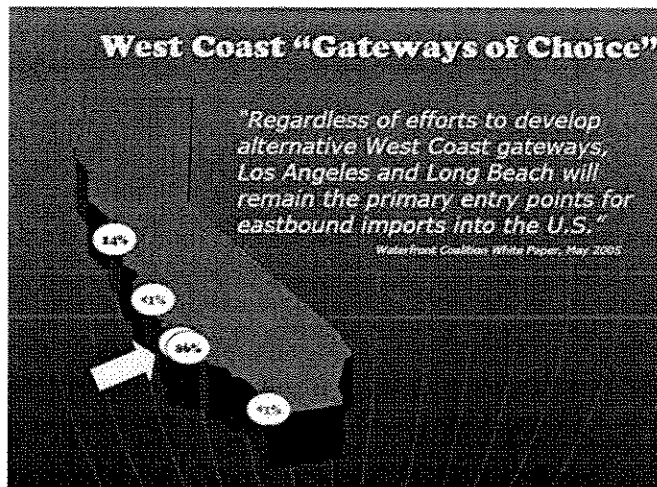 West Coast “Gateways of Choice”
“Regardless of efforts to develop
alternative West Coast gateways,
Los Angeles and Long Beach will
remain the primary entry points for
eastbound imports into the U.S.”
Waterfront Coalition White Paper, May 2005
14%
<1%
86%
<1%